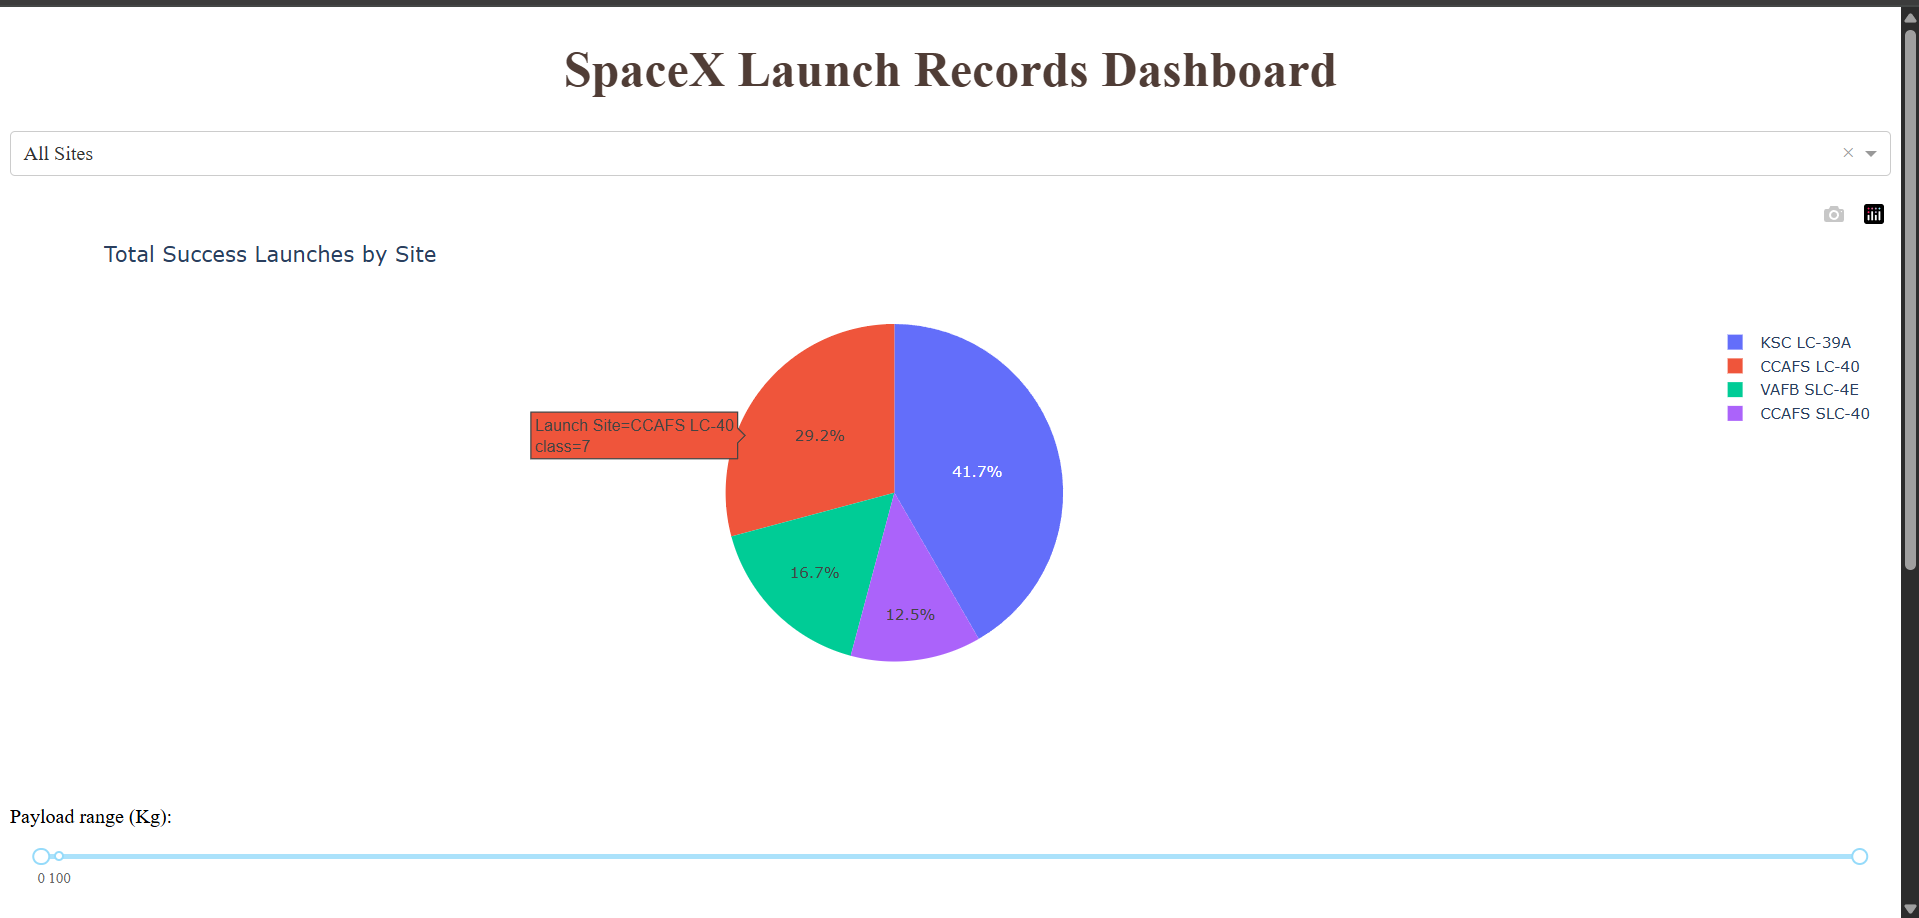 SpaceX Launch Records Dashboard
All Sites
Total Success Launches by Site
KSC LC-39A
CCAFS LC-40
VAFB SLC-4E
CCAFS SLC-40
Launch Site=CCAFS LC-40
class=7
29.2%
41.7%
16.7%
12.5%
Payload range (Kg):
0 100